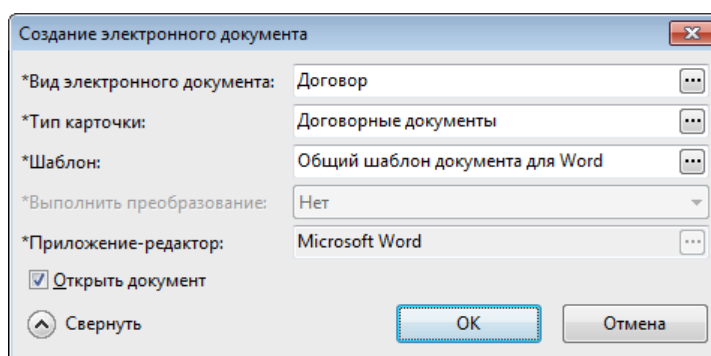 Создание электронного документа
*Вид электронного документа: Договор
*Тип карточки: Договорные документы
*Шаблон: Общий шаблон документа для Word
*Выполнить преобразование: Нет
*Приложение-редактор: Microsoft Word
Открыть документ
Свернуть OK Отмена